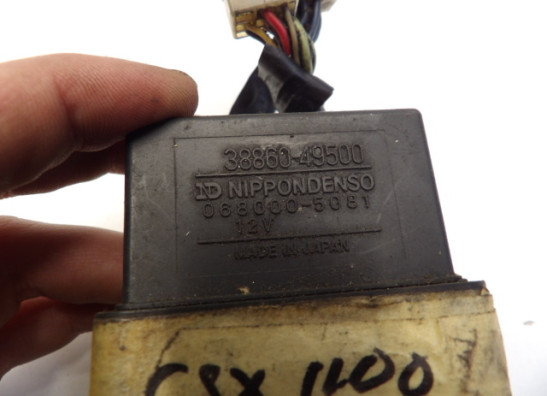 38860-49500
ND NIPPONDENSO
068000-5051
12V
MADE IN JAPAN
GSX 1100